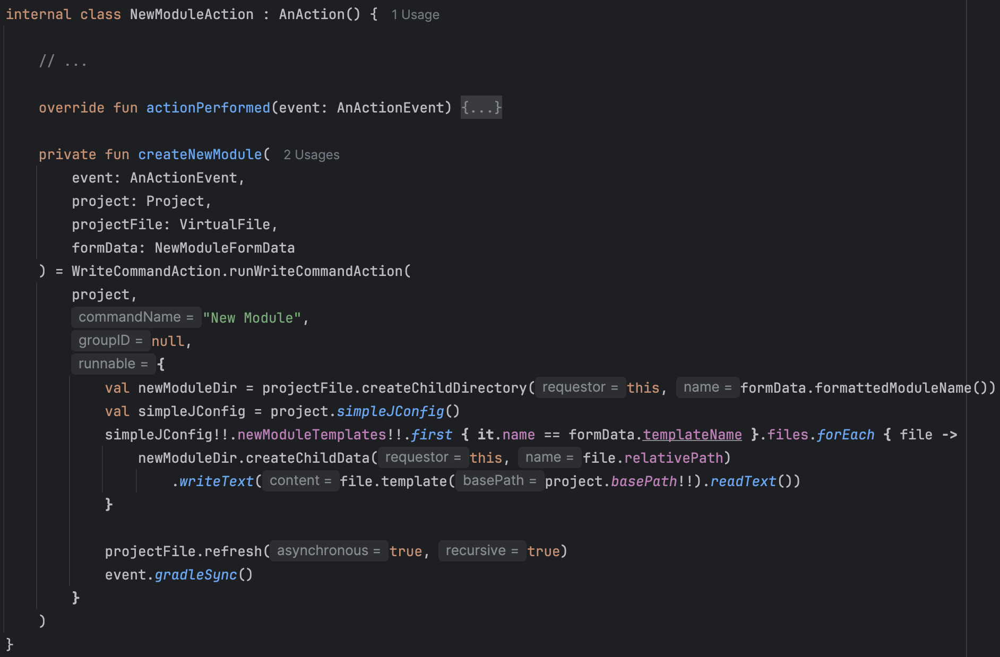 internal class NewModuleAction : AnAction() { 1 Usage
// ...
override fun actionPerformed(event: AnActionEvent) {...}
private fun createNewModule( 2 Usages
event: AnActionEvent,
project: Project,
projectFile: VirtualFile,
formData: NewModuleFormData
) = WriteCommandAction.runWriteCommandAction(
project,
commandName = "New Module",
groupID = null,
runnable = {
val newModuleDir = projectFile.createChildDirectory( requestor = this, name = formData.formattedModuleName())
val simpleJConfig = project.simpleJConfig()
simpleJConfig!!.newModuleTemplates!!.first { it.name == formData.templateName }.files.forEach { file ->
newModuleDir.createChildData( requestor = this, name = file.relativePath)
.writeText( content = file.template( basePath = project.basePath!!).readText())
}
projectFile.refresh( asynchronous = true, recursive = true)
event.gradleSync()
}
)
}